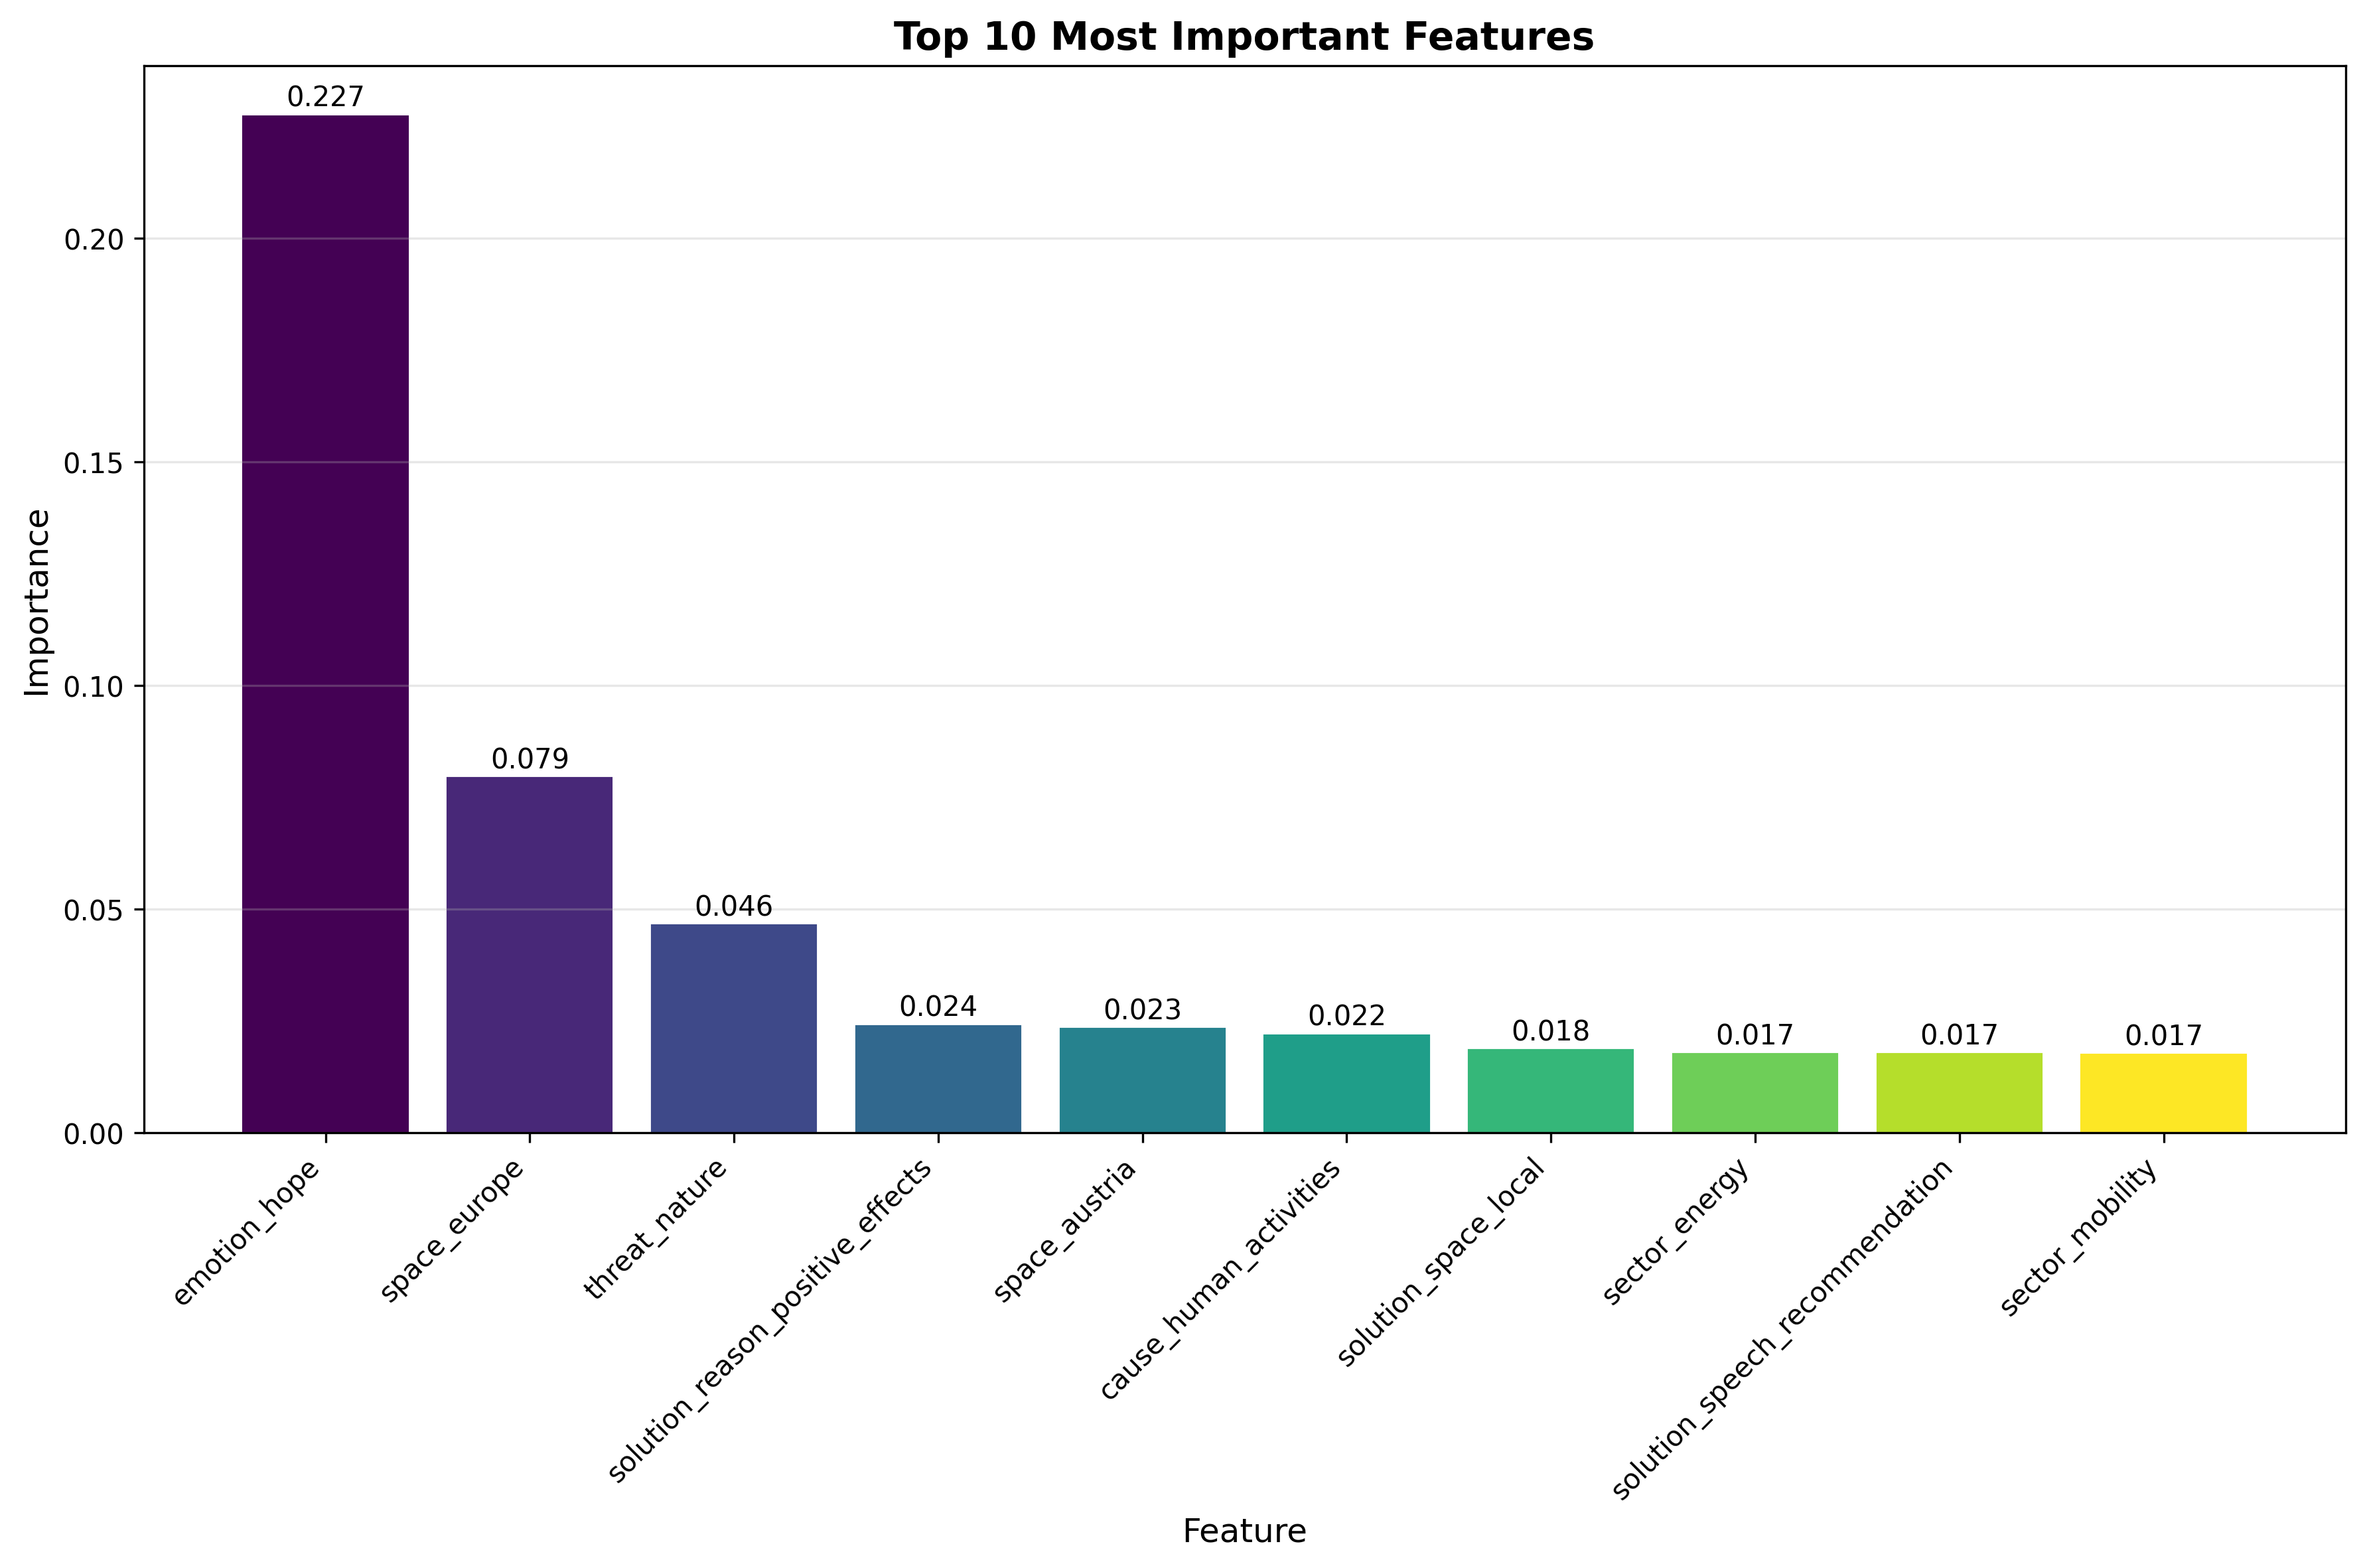 Top 10 Most Important Features
Importance
0.20
0.15
0.10
0.05
0.00
0.227
0.079
0.046
0.024
0.023
0.022
0.018
0.017
0.017
0.017
emotion_hope
space_europe
threat_nature
solution_reason_positive_effects
space_austria
cause_human_activities
solution_space_local
sector_energy
solution_speech_recommendation
sector_mobility
Feature